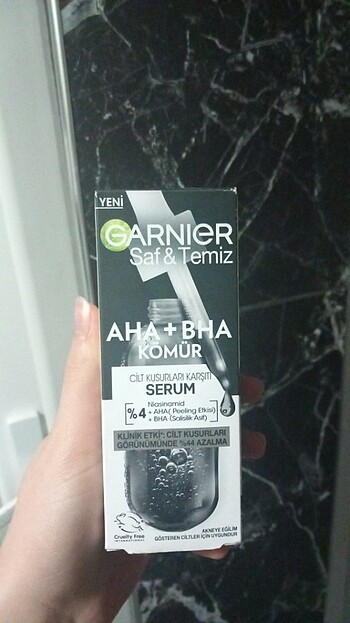 YENİ
GARNIER
Saf & Temiz
AHA + BHA
KÖMÜR
CİLT KUSURLARI KARŞITI
SERUM
%4
Niasinamid
+ AHA( Peeling Etkisi)
+ BHA (Salisilik Asit)
KLİNİK ETKİ*: CİLT KUSURLARI
GÖRÜNÜMÜNDE %44 AZALMA
Cruelty Free
INTERNATIONAL
AKNEYE EĞİLİM
GÖSTEREN CİLTLER İÇİN UYGUNDUR